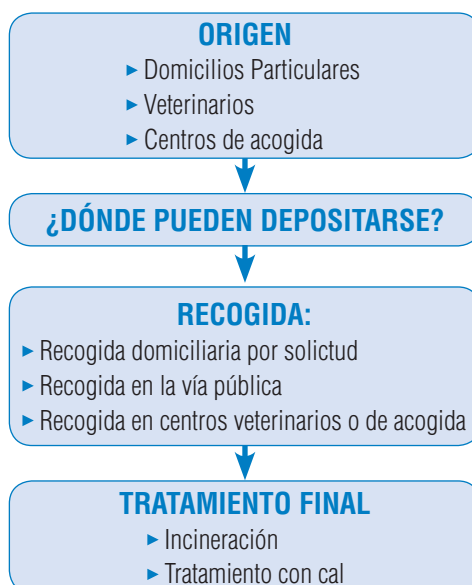 ORIGEN
► Domicilios Particulares
► Veterinarios
► Centros de acogida
¿DÓNDE PUEDEN DEPOSITARSE?
RECOGIDA:
► Recogida domiciliaria por solictud
► Recogida en la vía pública
► Recogida en centros veterinarios o de acogida
TRATAMIENTO FINAL
► Incineración
► Tratamiento con cal